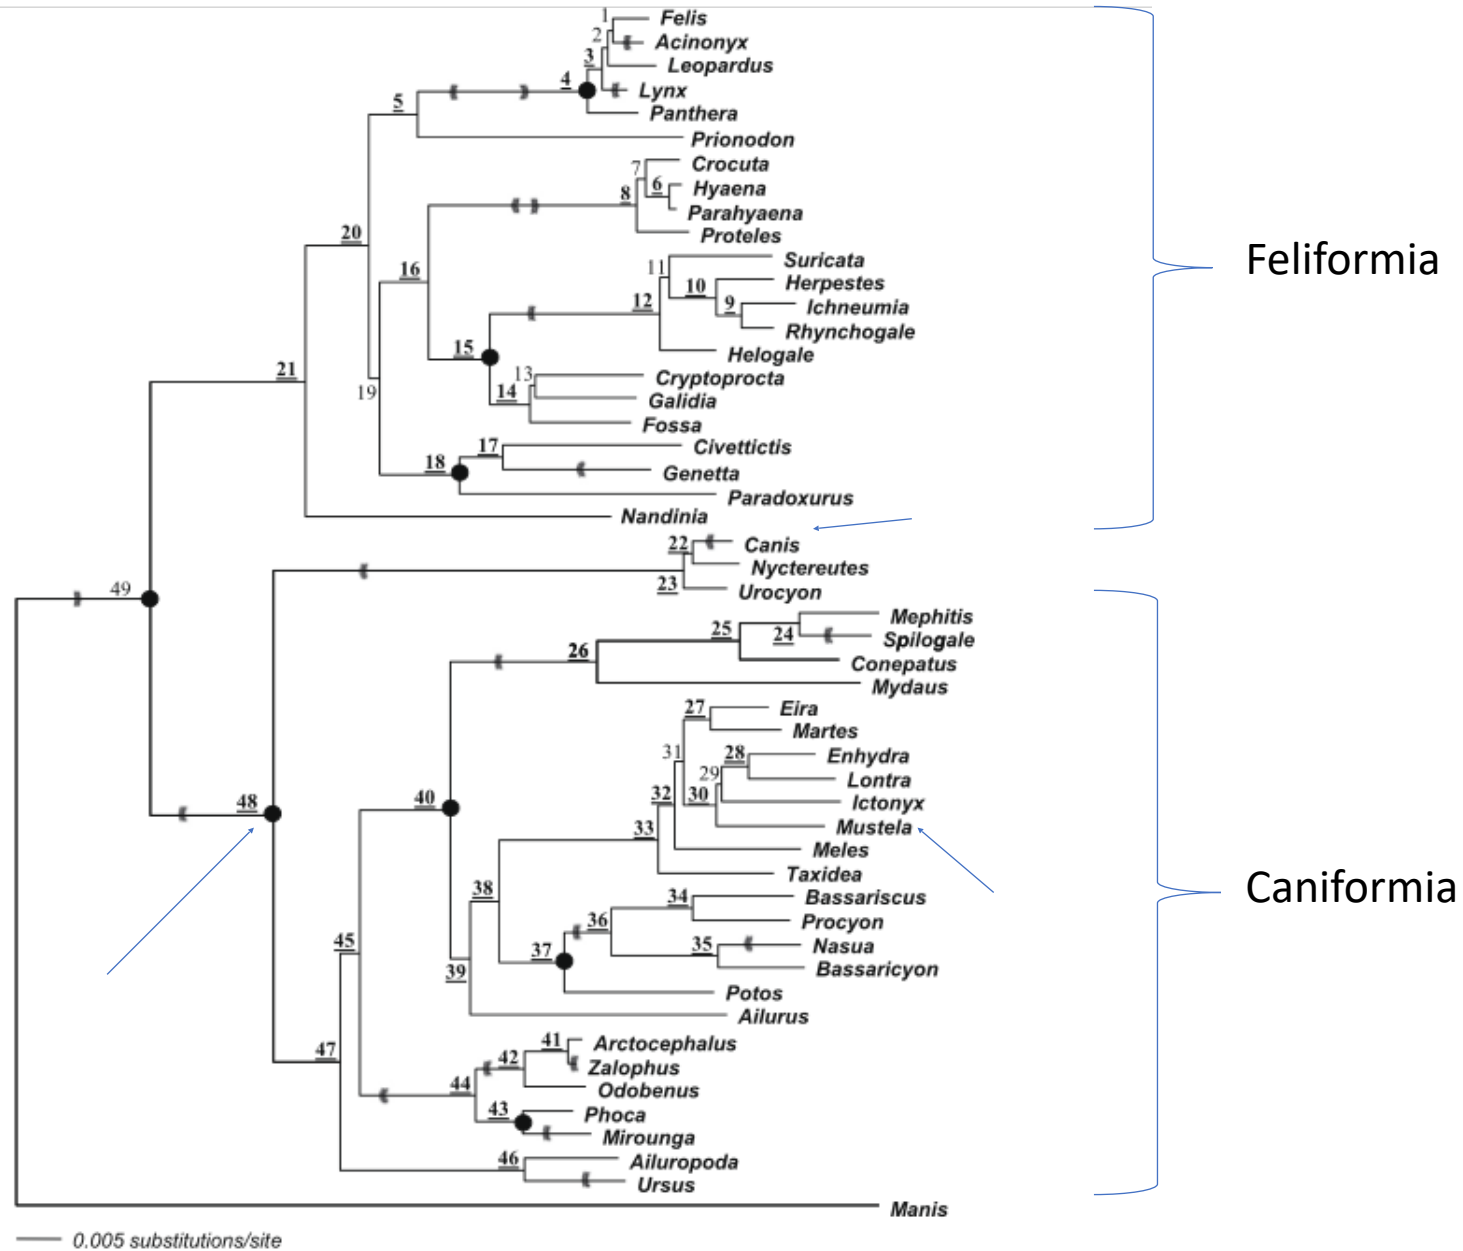 1
Felis
2
Acinonyx
3
Leopardus
4
Lynx
5
Panthera
Prionodon
7
Crocuta
6
Hyaena
8
Parahyaena
Proteles
20
Feliformia
11
Suricata
16
10
Herpestes
12
9
Ichneumia
Rhynchogale
15
Helogale
21
13
Cryptoprocta
19
14
Galidia
Fossa
17
Civettictis
18
Genetta
Paradoxurus
Nandinia
22
Canis
Nyctereutes
49
23
Urocyon
Mephitis
25
24
Spilogale
26
Conepatus
Mydaus
27
Eira
Martes
31
28
Enhydra
29
Lontra
48
40
32
30
Ictonyx
33
Mustela
Meles
Taxidea
38
34
Bassariscus
Caniformia
36
Procyon
45
37
35
Nasua
39
Bassaricyon
Potos
Ailurus
41
Arctocephalus
47
42
Zalophus
44
Odobenus
43
Phoca
Mirounga
46
Ailuropoda
Ursus
Manis
0.005 substitutions/site